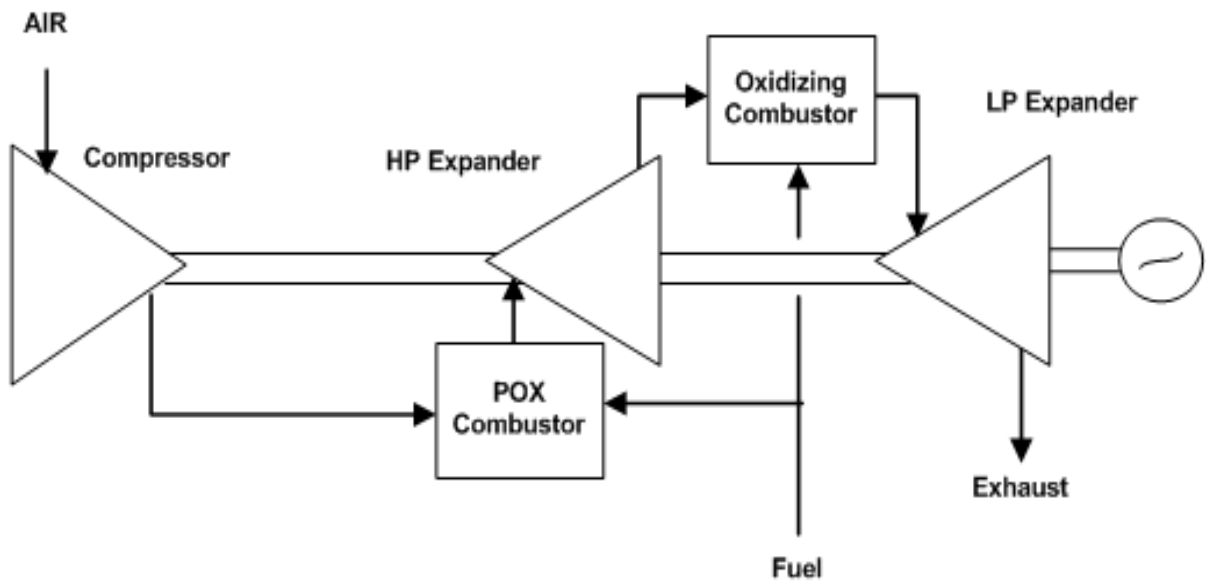 AIR
Compressor
HP Expander
Oxidizing
Combustor
LP Expander
POX
Combustor
Exhaust
Fuel